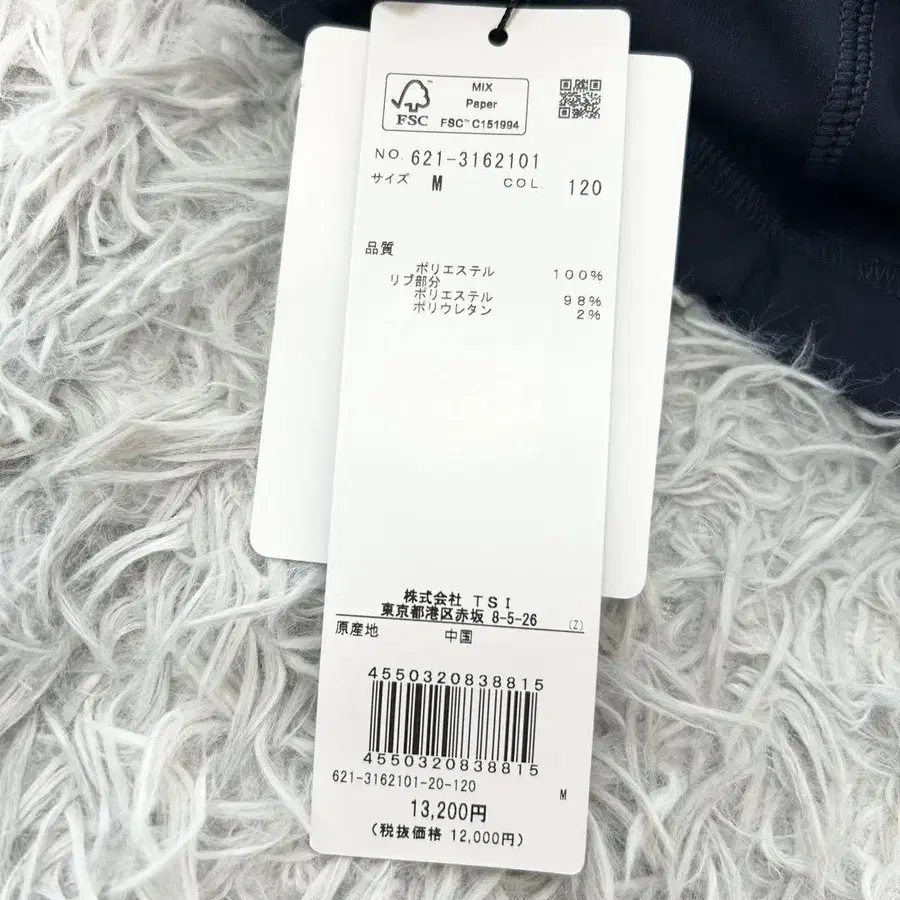 MIX
Paper
FSC™ C151994
FSC
NO. 621-3162101
サイズ M COL. 120
品質
ポリエステル 100%
リブ部分
ポリエステル 98%
ポリウレタン 2%
株式会社 TSI
東京都港区赤坂 8-5-26 (2)
原産地 中国
4550320838815
4550320838815
621-3162101-20-120 M
13,200円
(税抜価格 12,000円)